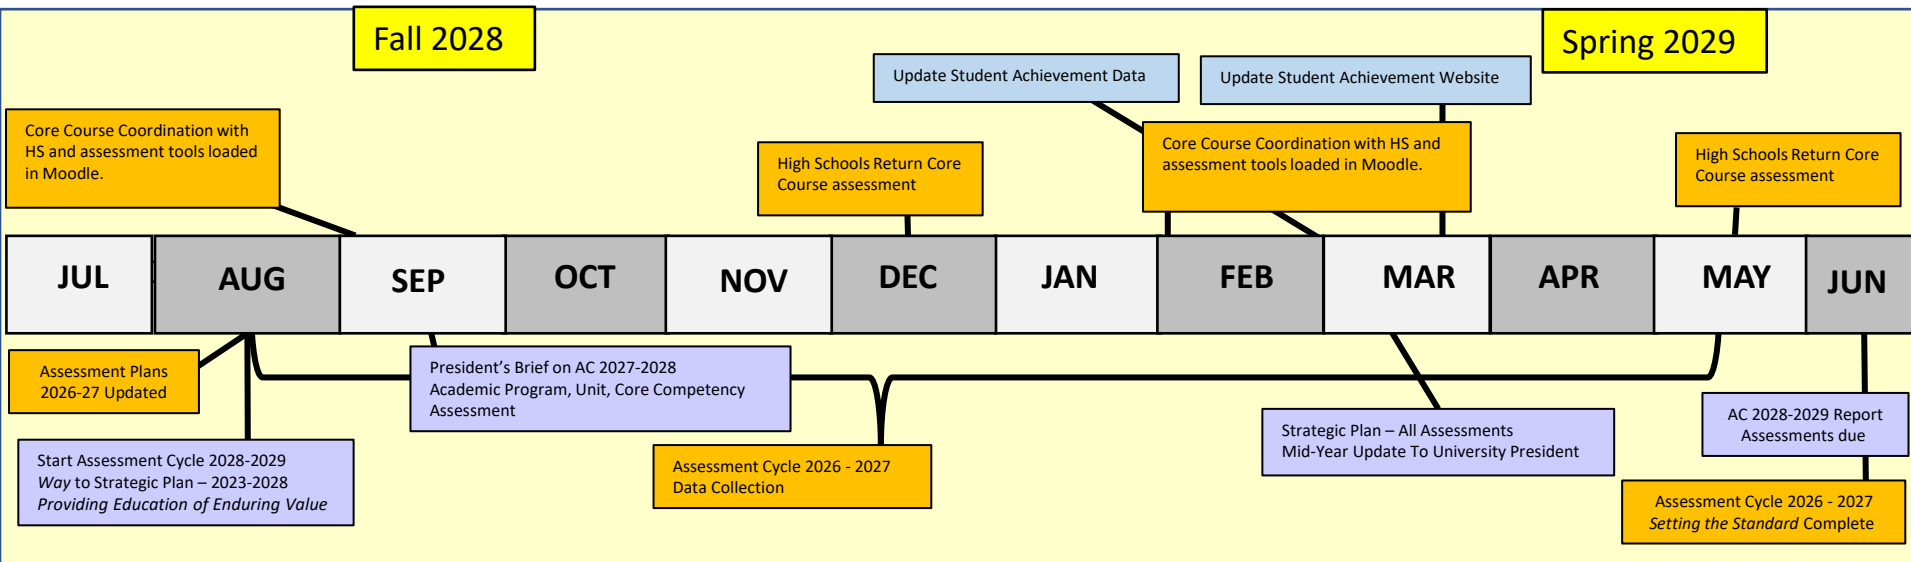 Fall 2028
Spring 2029
Update Student Achievement Data
Update Student Achievement Website
Core Course Coordination with
HS and assessment tools loaded
in Moodle.
High Schools Return Core
Course assessment
Core Course Coordination with HS and
assessment tools loaded in Moodle.
High Schools Return Core
Course assessment
JUL
AUG
SEP
OCT
NOV
DEC
JAN
FEB
MAR
APR
MAY
JUN
Assessment Plans
2026-27 Updated
President’s Brief on AC 2027-2028
Academic Program, Unit, Core Competency
Assessment
Start Assessment Cycle 2028-2029
Way to Strategic Plan – 2023-2028
Providing Education of Enduring Value
Assessment Cycle 2026 - 2027
Data Collection
Strategic Plan – All Assessments
Mid-Year Update To University President
AC 2028-2029 Report
Assessments due
Assessment Cycle 2026 - 2027
Setting the Standard Complete